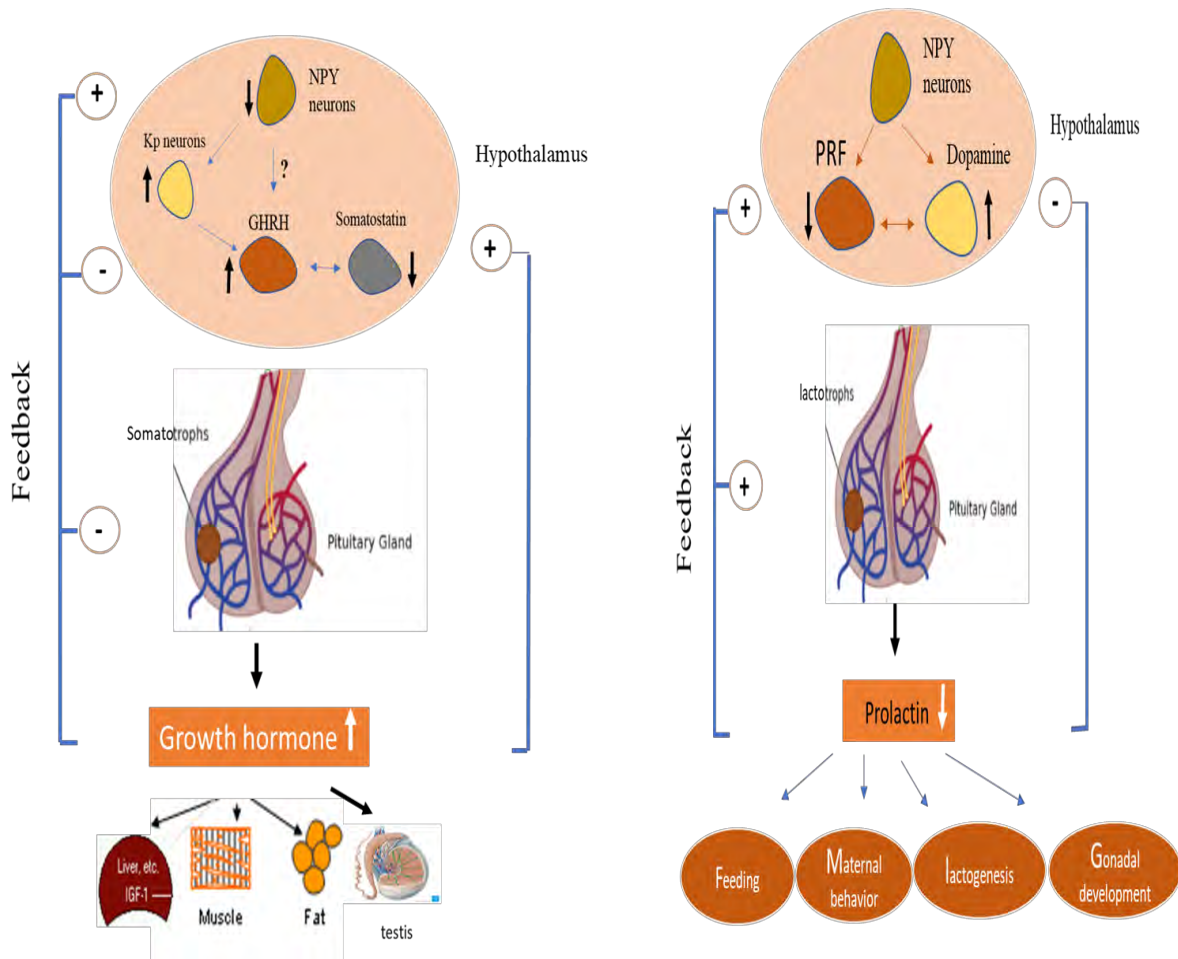 NPY
neurons
+
Kp neurons
Hypothalamus
?
GHRH
Somatostatin
+
-
Feedback
Somatotrophs
-
Pituitary Gland
Growth hormone
Liver, etc.
IGF-1
Muscle
Fat
testis
NPY
neurons
Hypothalamus
PRF
Dopamine
+
-
lactotrophs
Feedback
+
Pituitary Gland
Prolactin
Feeding
Maternal
behavior
lactogenesis
Gonadal
development